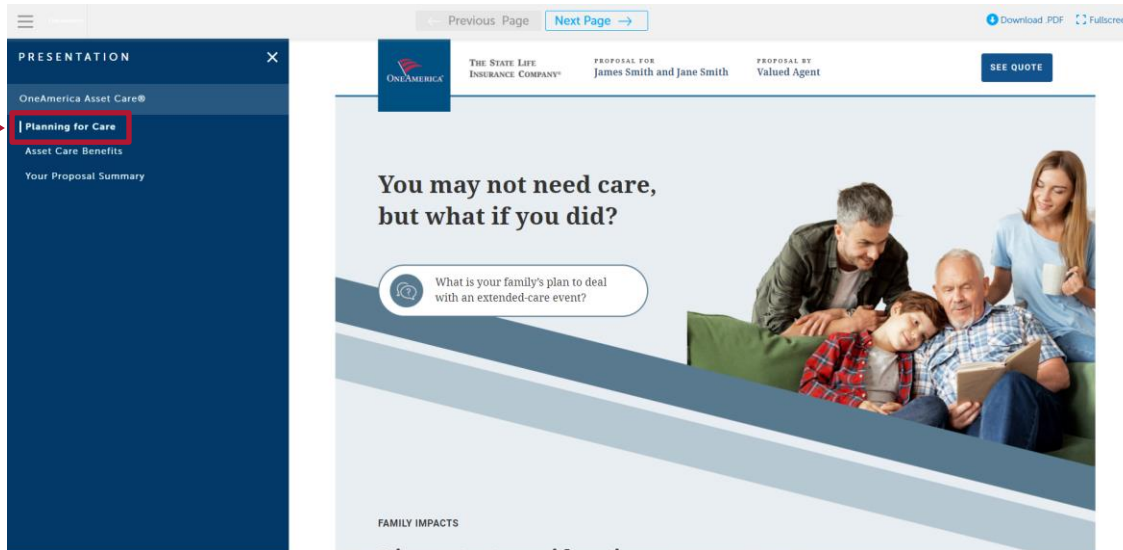 ← Previous Page
Next Page →
Download .PDF
Fullscree
PRESENTATION
OneAmerica Asset Care®
Planning for Care
Asset Care Benefits
Your Proposal Summary
ONEAMERICA®
THE STATE LIFE
INSURANCE COMPANY®
PROPOSAL FOR
James Smith and Jane Smith
PROPOSAL BY
Valued Agent
SEE QUOTE
You may not need care,
but what if you did?
What is your family's plan to deal
with an extended-care event?
FAMILY IMPACTS